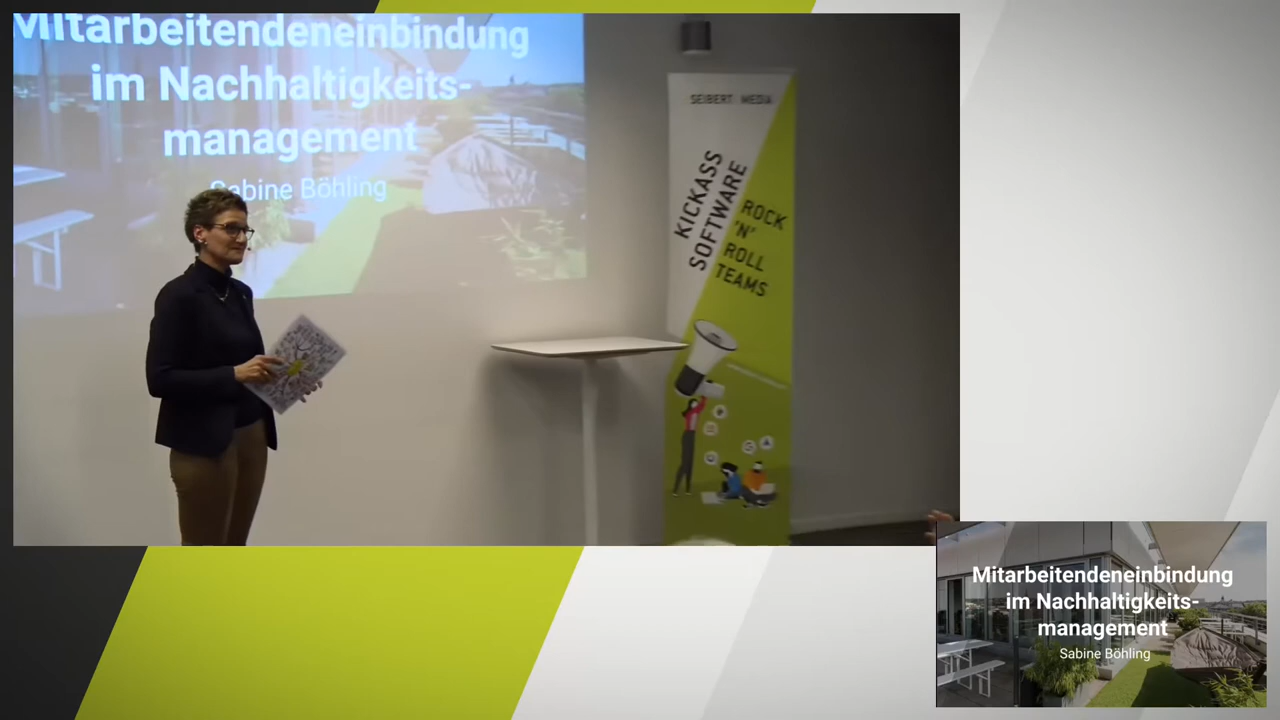 Mitarbeitendeneinbindung
im Nachhaltigkeits-
management
Sabine Böhling
SEIBERT MEDIA
KICKASS
SOFTWARE
ROCK
'N'
ROLL
TEAMS
Mitarbeitendeneinbindung
im Nachhaltigkeits-
management
Sabine Böhling